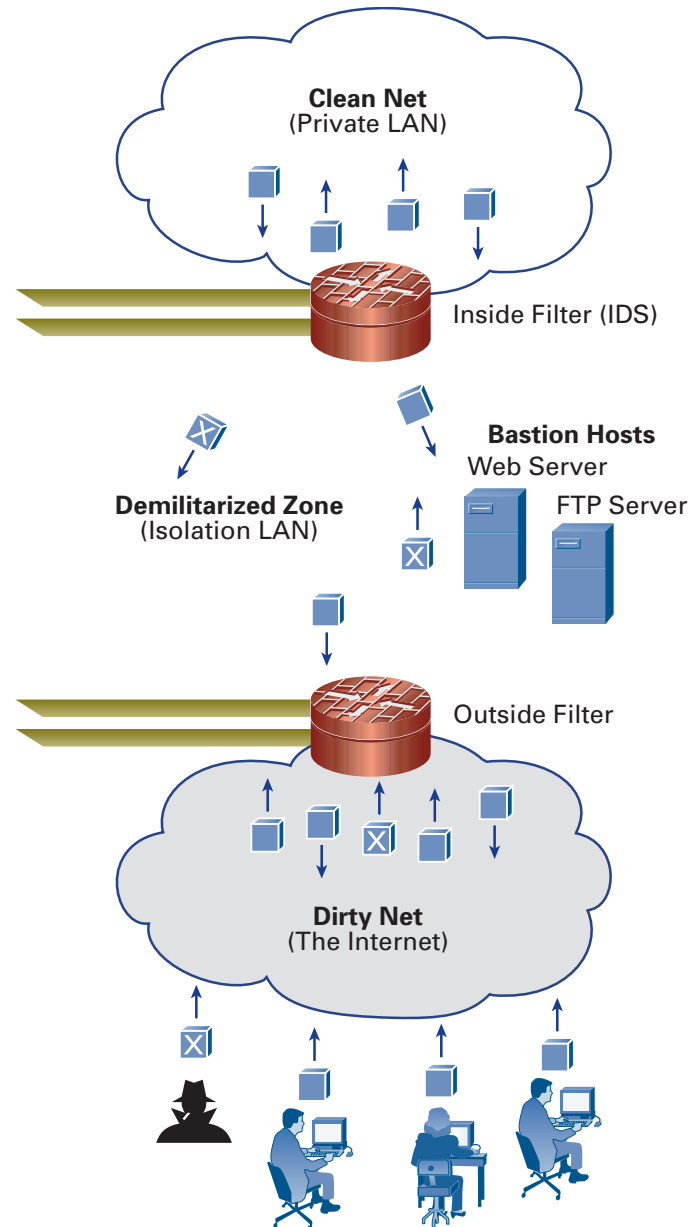 Clean Net
(Private LAN)
Inside Filter (IDS)
Bastion Hosts
Web Server
FTP Server
Demilitarized Zone
(Isolation LAN)
X
X
Outside Filter
X
Dirty Net
(The Internet)
X